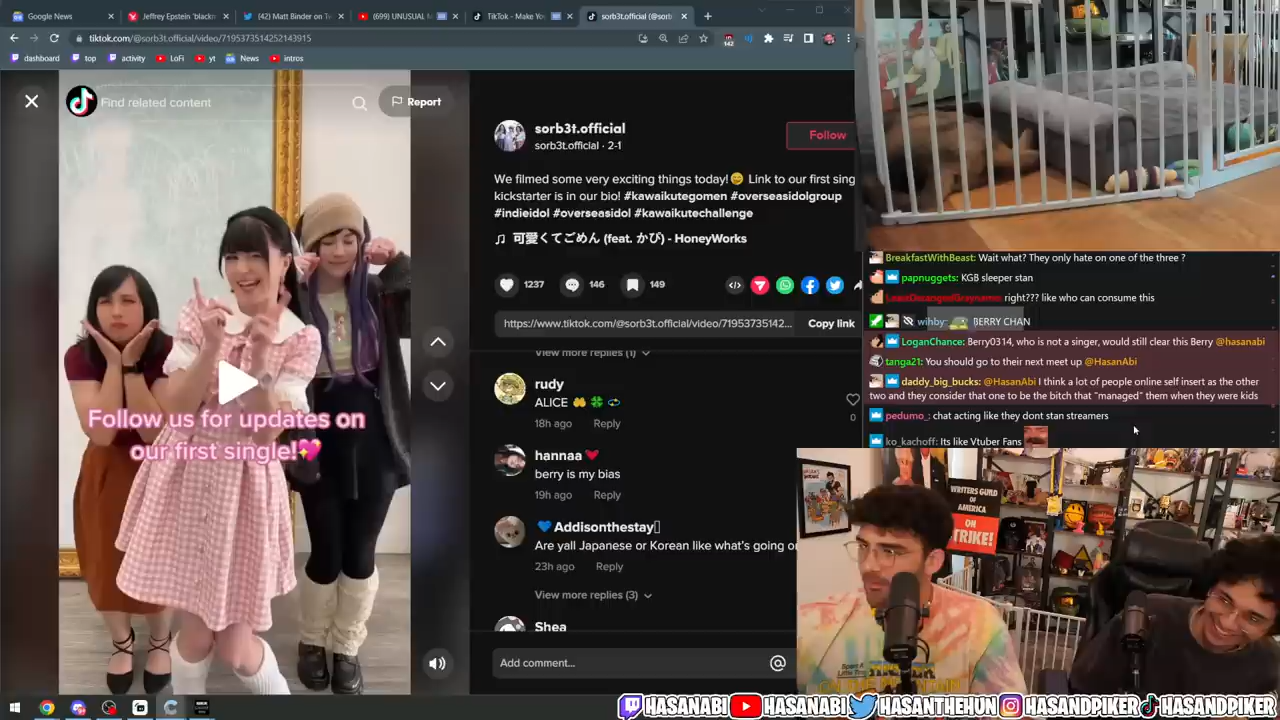 Google News
Jeffrey Epstein 'blackm
(42) Matt Binder on Tw
(699) UNUSUAL M
TikTok - Make You
sorb3t.official (@sorb
tiktok.com/@sorb3t.official/video/7195373514252143915
142
dashboard
top
activity
LoFi
yt
News
intros
Find related content
Report
Follow us for updates on
our first single!
sorb3t.official
sorb3t.official · 2-1
Follow
We filmed some very exciting things today! Link to our first sing
kickstarter is in our bio! #kawaikutegomen #overseasidolgroup
#indieidol #overseasidol #kawaikutechallenge
可愛くてごめん (feat. かぴ) - HoneyWorks
1237
146
149
https://www.tiktok.com/@sorb3t.official/video/71953735142...
Copy link
View more replies (1)
rudy
ALICE
18h ago
Reply
0
hannaa
berry is my bias
19h ago
Reply
Addisonthestay
Are yall Japanese or Korean like what's going o
23h ago
Reply
View more replies (3)
Shea
Add comment...
BreakfastWithBeast: Wait what? They only hate on one of the three ?
papnuggets: KGB sleeper stan
right??? like who can consume this
wihby: BERRY CHAN
LoganChance: Berry0314, who is not a singer, would still clear this Berry @hasanabi
tanga21: You should go to their next meet up @HasanAbi
daddy_big_bucks: @HasanAbi I think a lot of people online self insert as the other
two and they consider that one to be the bitch that "managed" them when they were kids
pedumo_: chat acting like they dont stan streamers
ko_kachoff: Its like Vtuber Fans
WRITERS GUILD
OF
AMERICA
ON
STRIKE!
HASANABI
HASANABI
HASANTHEHUN
HASANDPIKER
HASANDPIKER